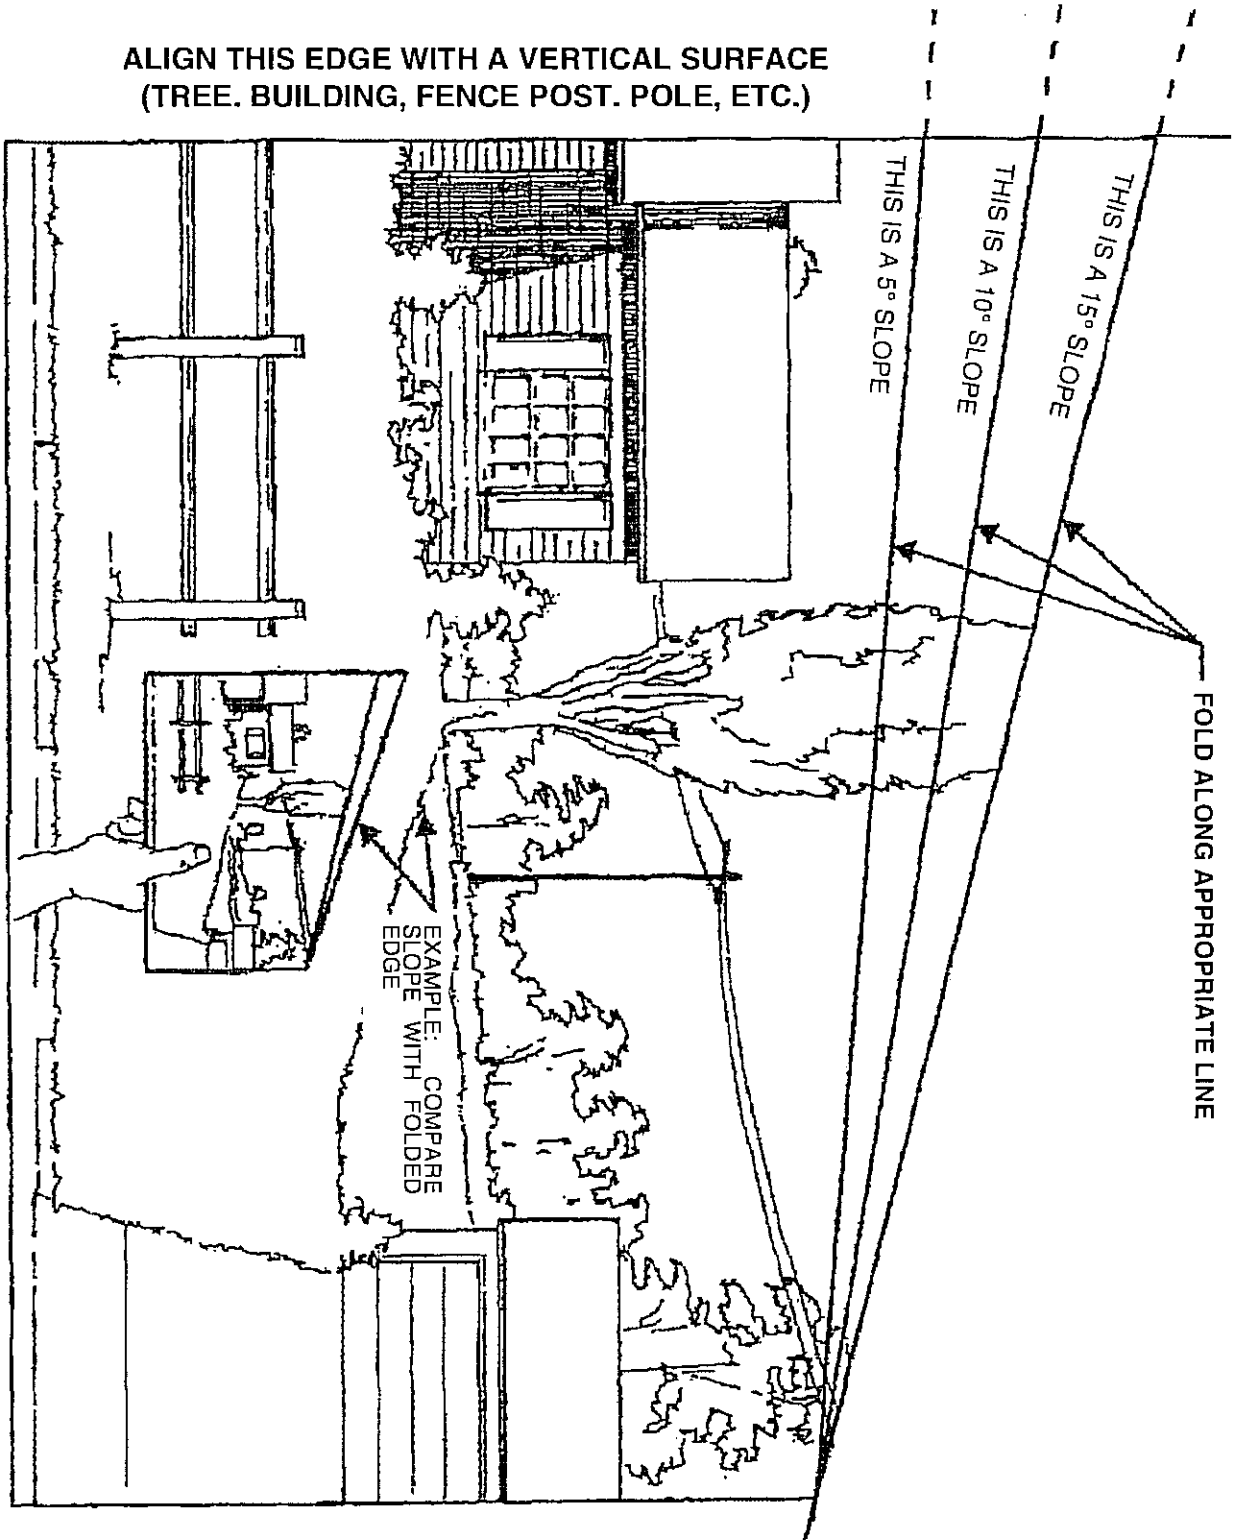 ALIGN THIS EDGE WITH A VERTICAL SURFACE
(TREE. BUILDING, FENCE POST. POLE, ETC.)
THIS IS A 5° SLOPE
THIS IS A 10° SLOPE
THIS IS A 15° SLOPE
FOLD ALONG APPROPRIATE LINE
EXAMPLE: COMPARE
SLOPE WITH FOLDED
EDGE